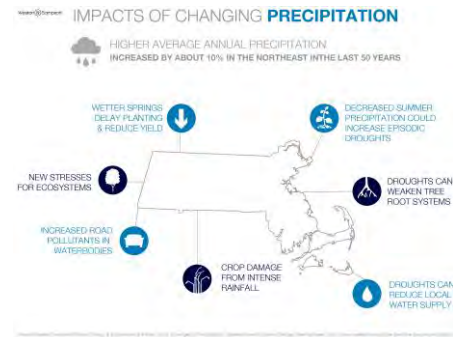 IMPACTS OF CHANGING PRECIPITATION
HIGHER AVERAGE ANNUAL PRECIPITATION
INCREASED BY ABOUT 10% IN THE NORTHEAST INTHE LAST 50 YEARS
WETTER SPRINGS
DELAY PLANTING
& REDUCE YIELD
DECREASED SUMMER
PRECIPITATION COULD
INCREASE EPISODIC
DROUGHTS
NEW STRESSES
FOR ECOSYSTEMS
DROUGHTS CAN
WEAKEN TREE
ROOT SYSTEMS
INCREASED ROAD
POLLUTANTS IN
WATERBODIES
CROP DAMAGE
FROM INTENSE
RAINFALL
DROUGHTS CAN
REDUCE LOCAL
WATER SUPPLY